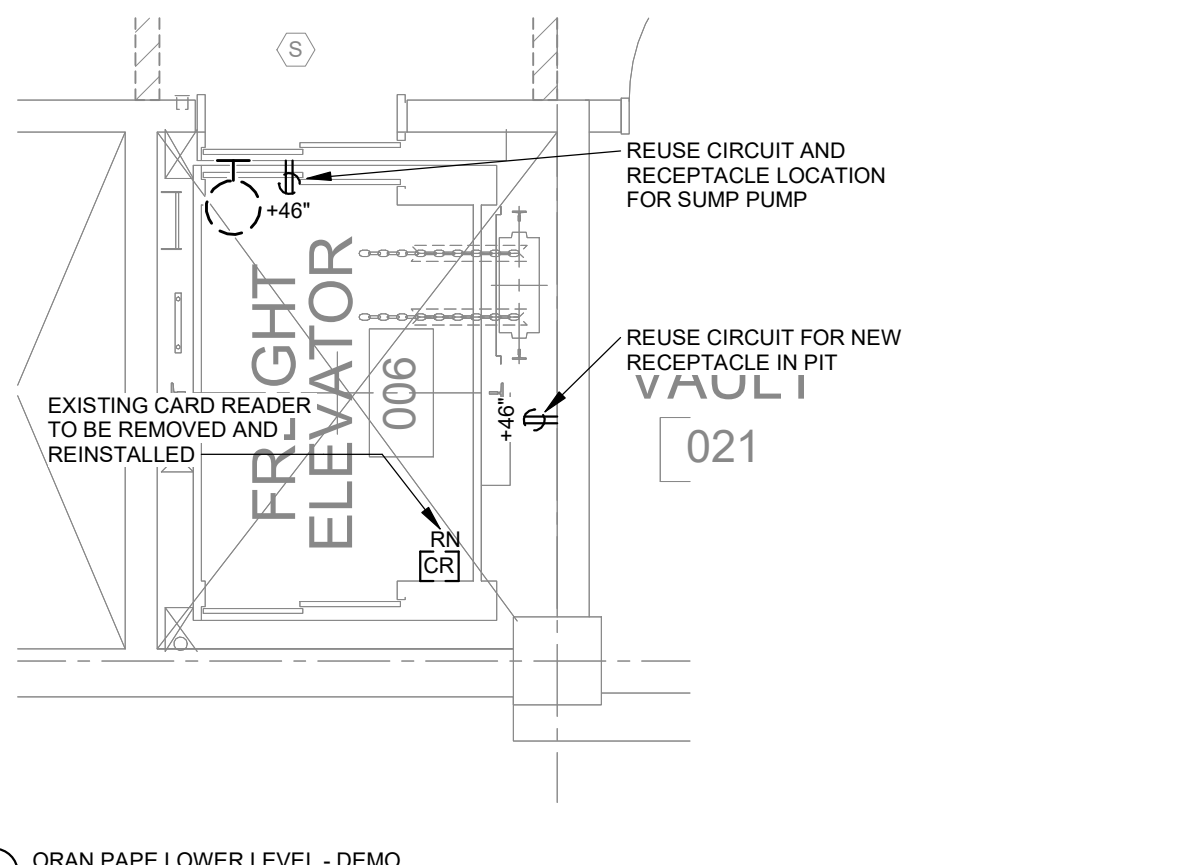 S
REUSE CIRCUIT AND
RECEPTACLE LOCATION
FOR SUMP PUMP
+46"
FREIGHT
ELEVATOR
006
REUSE CIRCUIT FOR NEW
RECEPTACLE IN PIT
VAULT
021
+46"
EXISTING CARD READER
TO BE REMOVED AND
REINSTALLED
RN
CR
ORAN PAPE LOWER LEVEL - DEMO